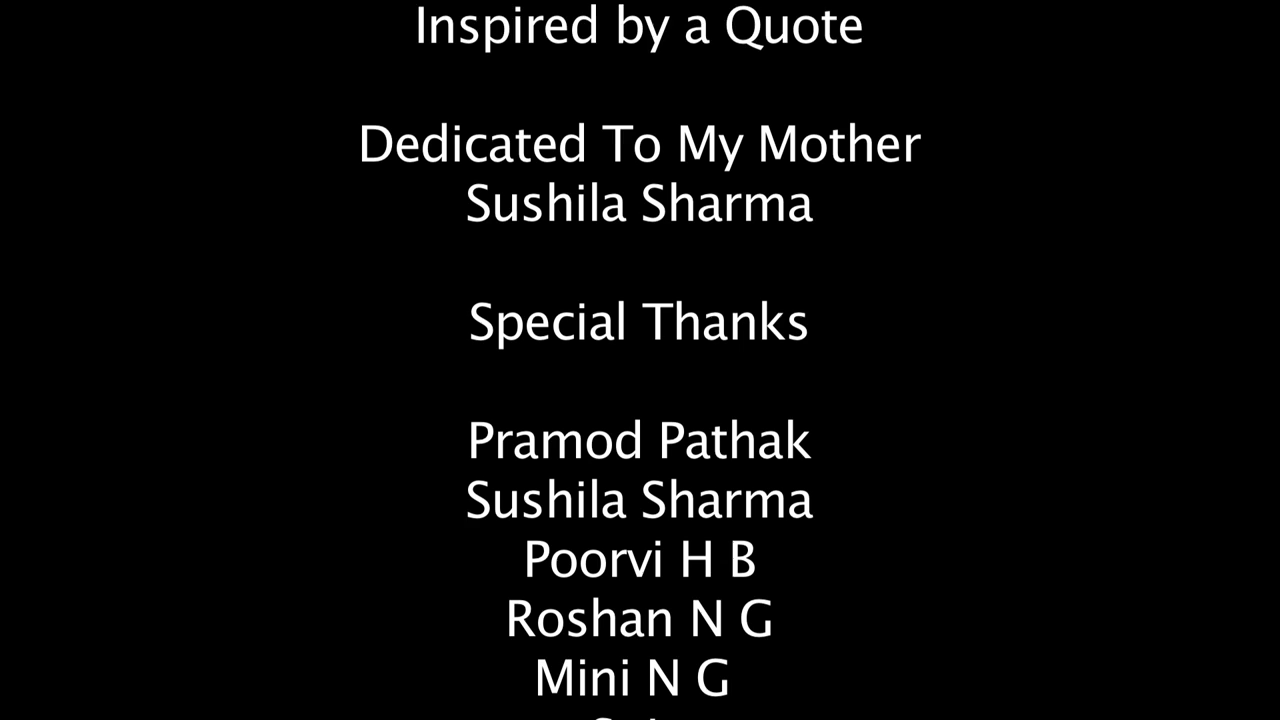 Inspired by a Quote
Dedicated To My Mother
Sushila Sharma
Special Thanks
Pramod Pathak
Sushila Sharma
Poorvi H B
Roshan N G
Mini N G